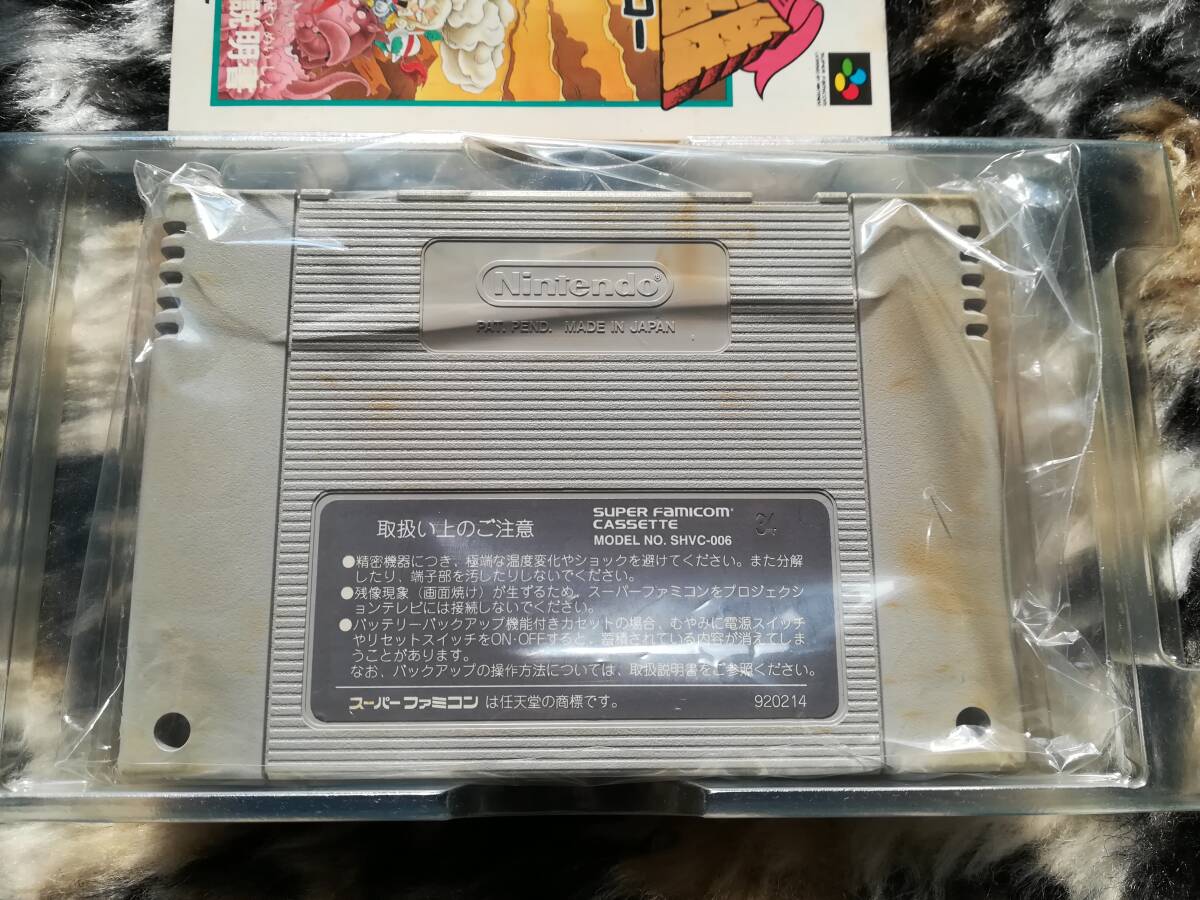 説明書
SUPER FAMICOM
Nintendo®
PAT. PEND. MADE IN JAPAN
取扱い上のご注意
SUPER FAMICOM
CASSETTE
MODEL NO. SHVC-006
34
●精密機器につき、極端な温度変化やショックを避けてください。また分解
したり、端子部を汚したりしないでください。
●残像現象（画面焼け）が生ずるため、スーパーファミコンをプロジェクシ
ョンテレビには接続しないでください。
●バッテリーバックアップ機能付きカセットの場合、むやみに電源スイッチ
やリセットスイッチをON・OFFすると、蓄積されている内容が消えてしま
うことがあります。
なお、バックアップの操作方法については、取扱説明書をご参照ください。
スーパーファミコン は任天堂の商標です。
920214